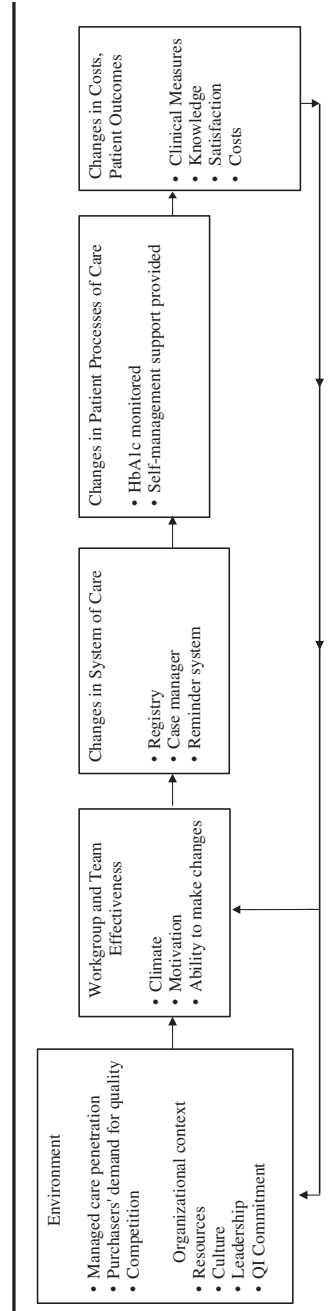 Environment
• Managed care penetration
• Purchasers' demand for quality
• Competition
Organizational context
• Resources
• Culture
• Leadership
• QI Commitment
Workgroup and Team
Effectiveness
• Climate
• Motivation
• Ability to make changes
Changes in System of Care
• Registry
• Case manager
• Reminder system
Changes in Patient Processes of Care
• HbA1c monitored
• Self-management support provided
Changes in Costs,
Patient Outcomes
• Clinical Measures
• Knowledge
• Satisfaction
• Costs